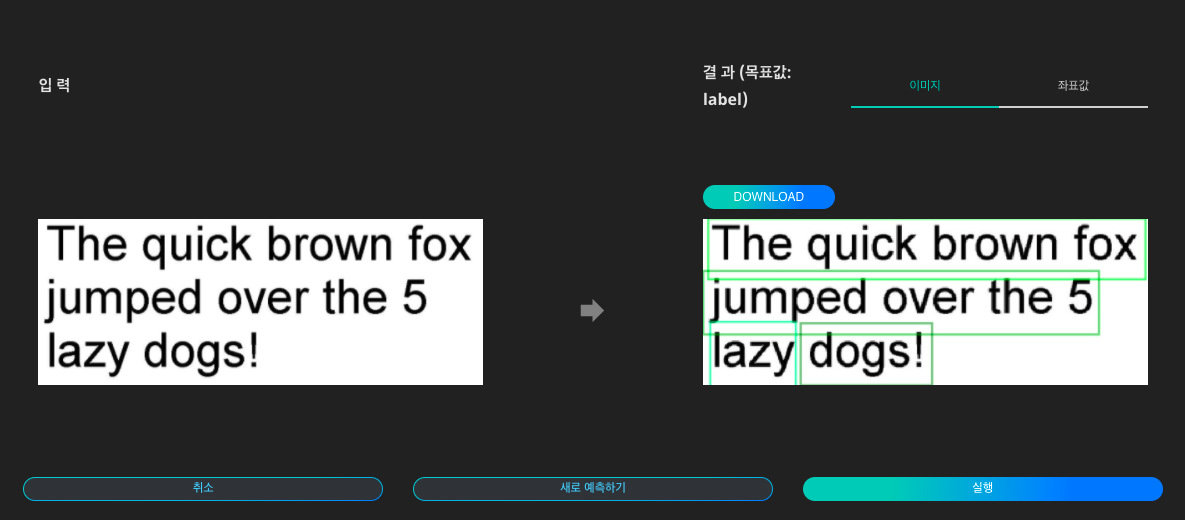 입 력
결 과 (목표값:
label)
이미지
좌표값
DOWNLOAD
The quick brown fox
jumped over the 5
lazy dogs!
The quick brown fox
jumped over the 5
lazy dogs!
취소
새로 예측하기
실행